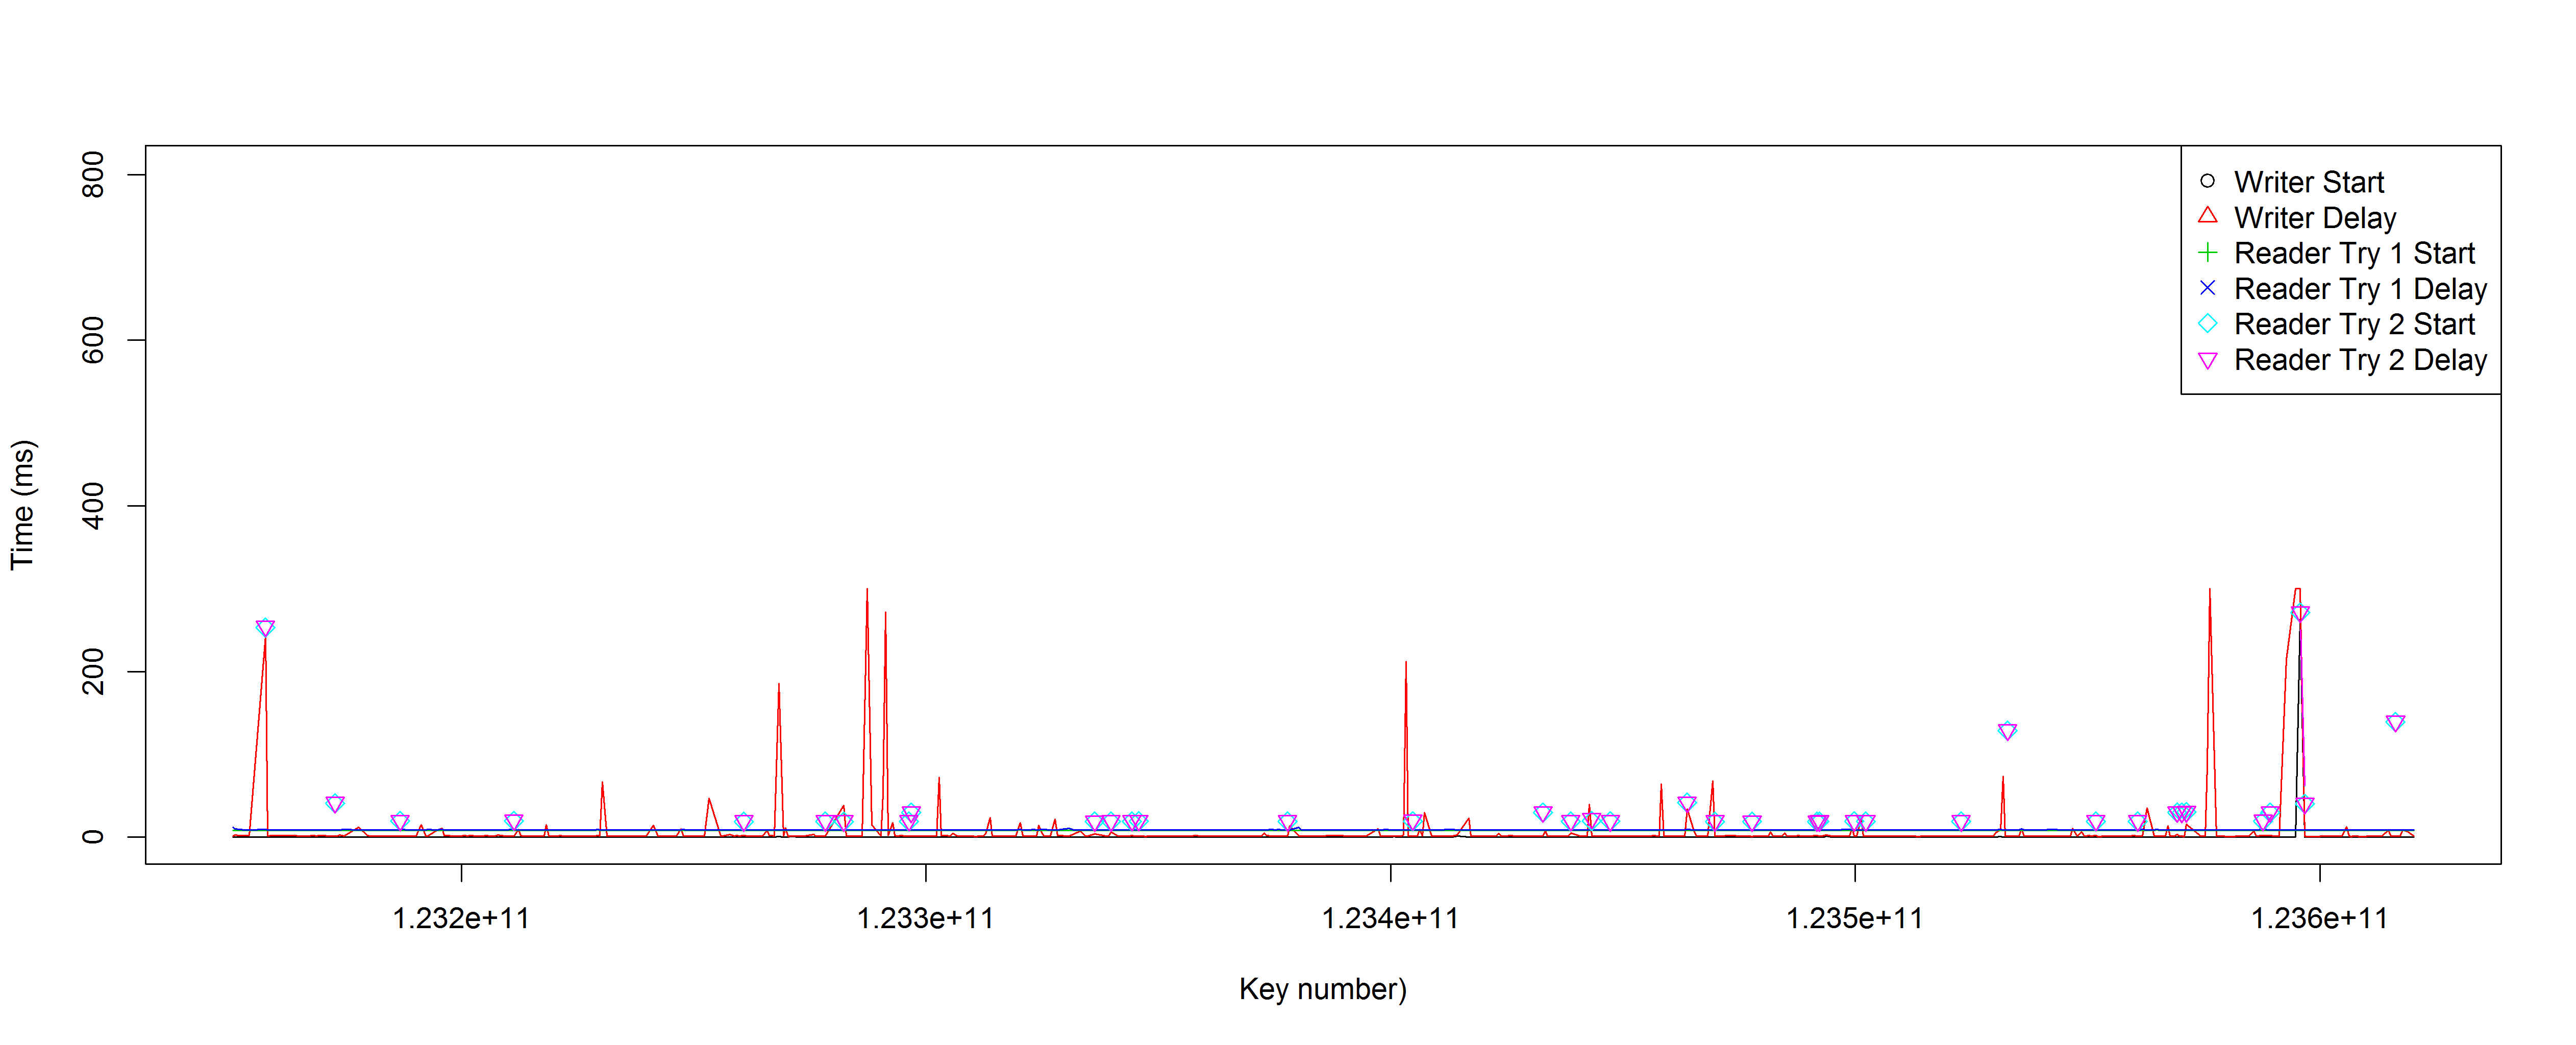 800
600
400
200
0
Time (ms)
Writer Start
Writer Delay
Reader Try 1 Start
Reader Try 1 Delay
Reader Try 2 Start
Reader Try 2 Delay
1.232e+11 1.233e+11 1.234e+11 1.235e+11 1.236e+11
Key number)